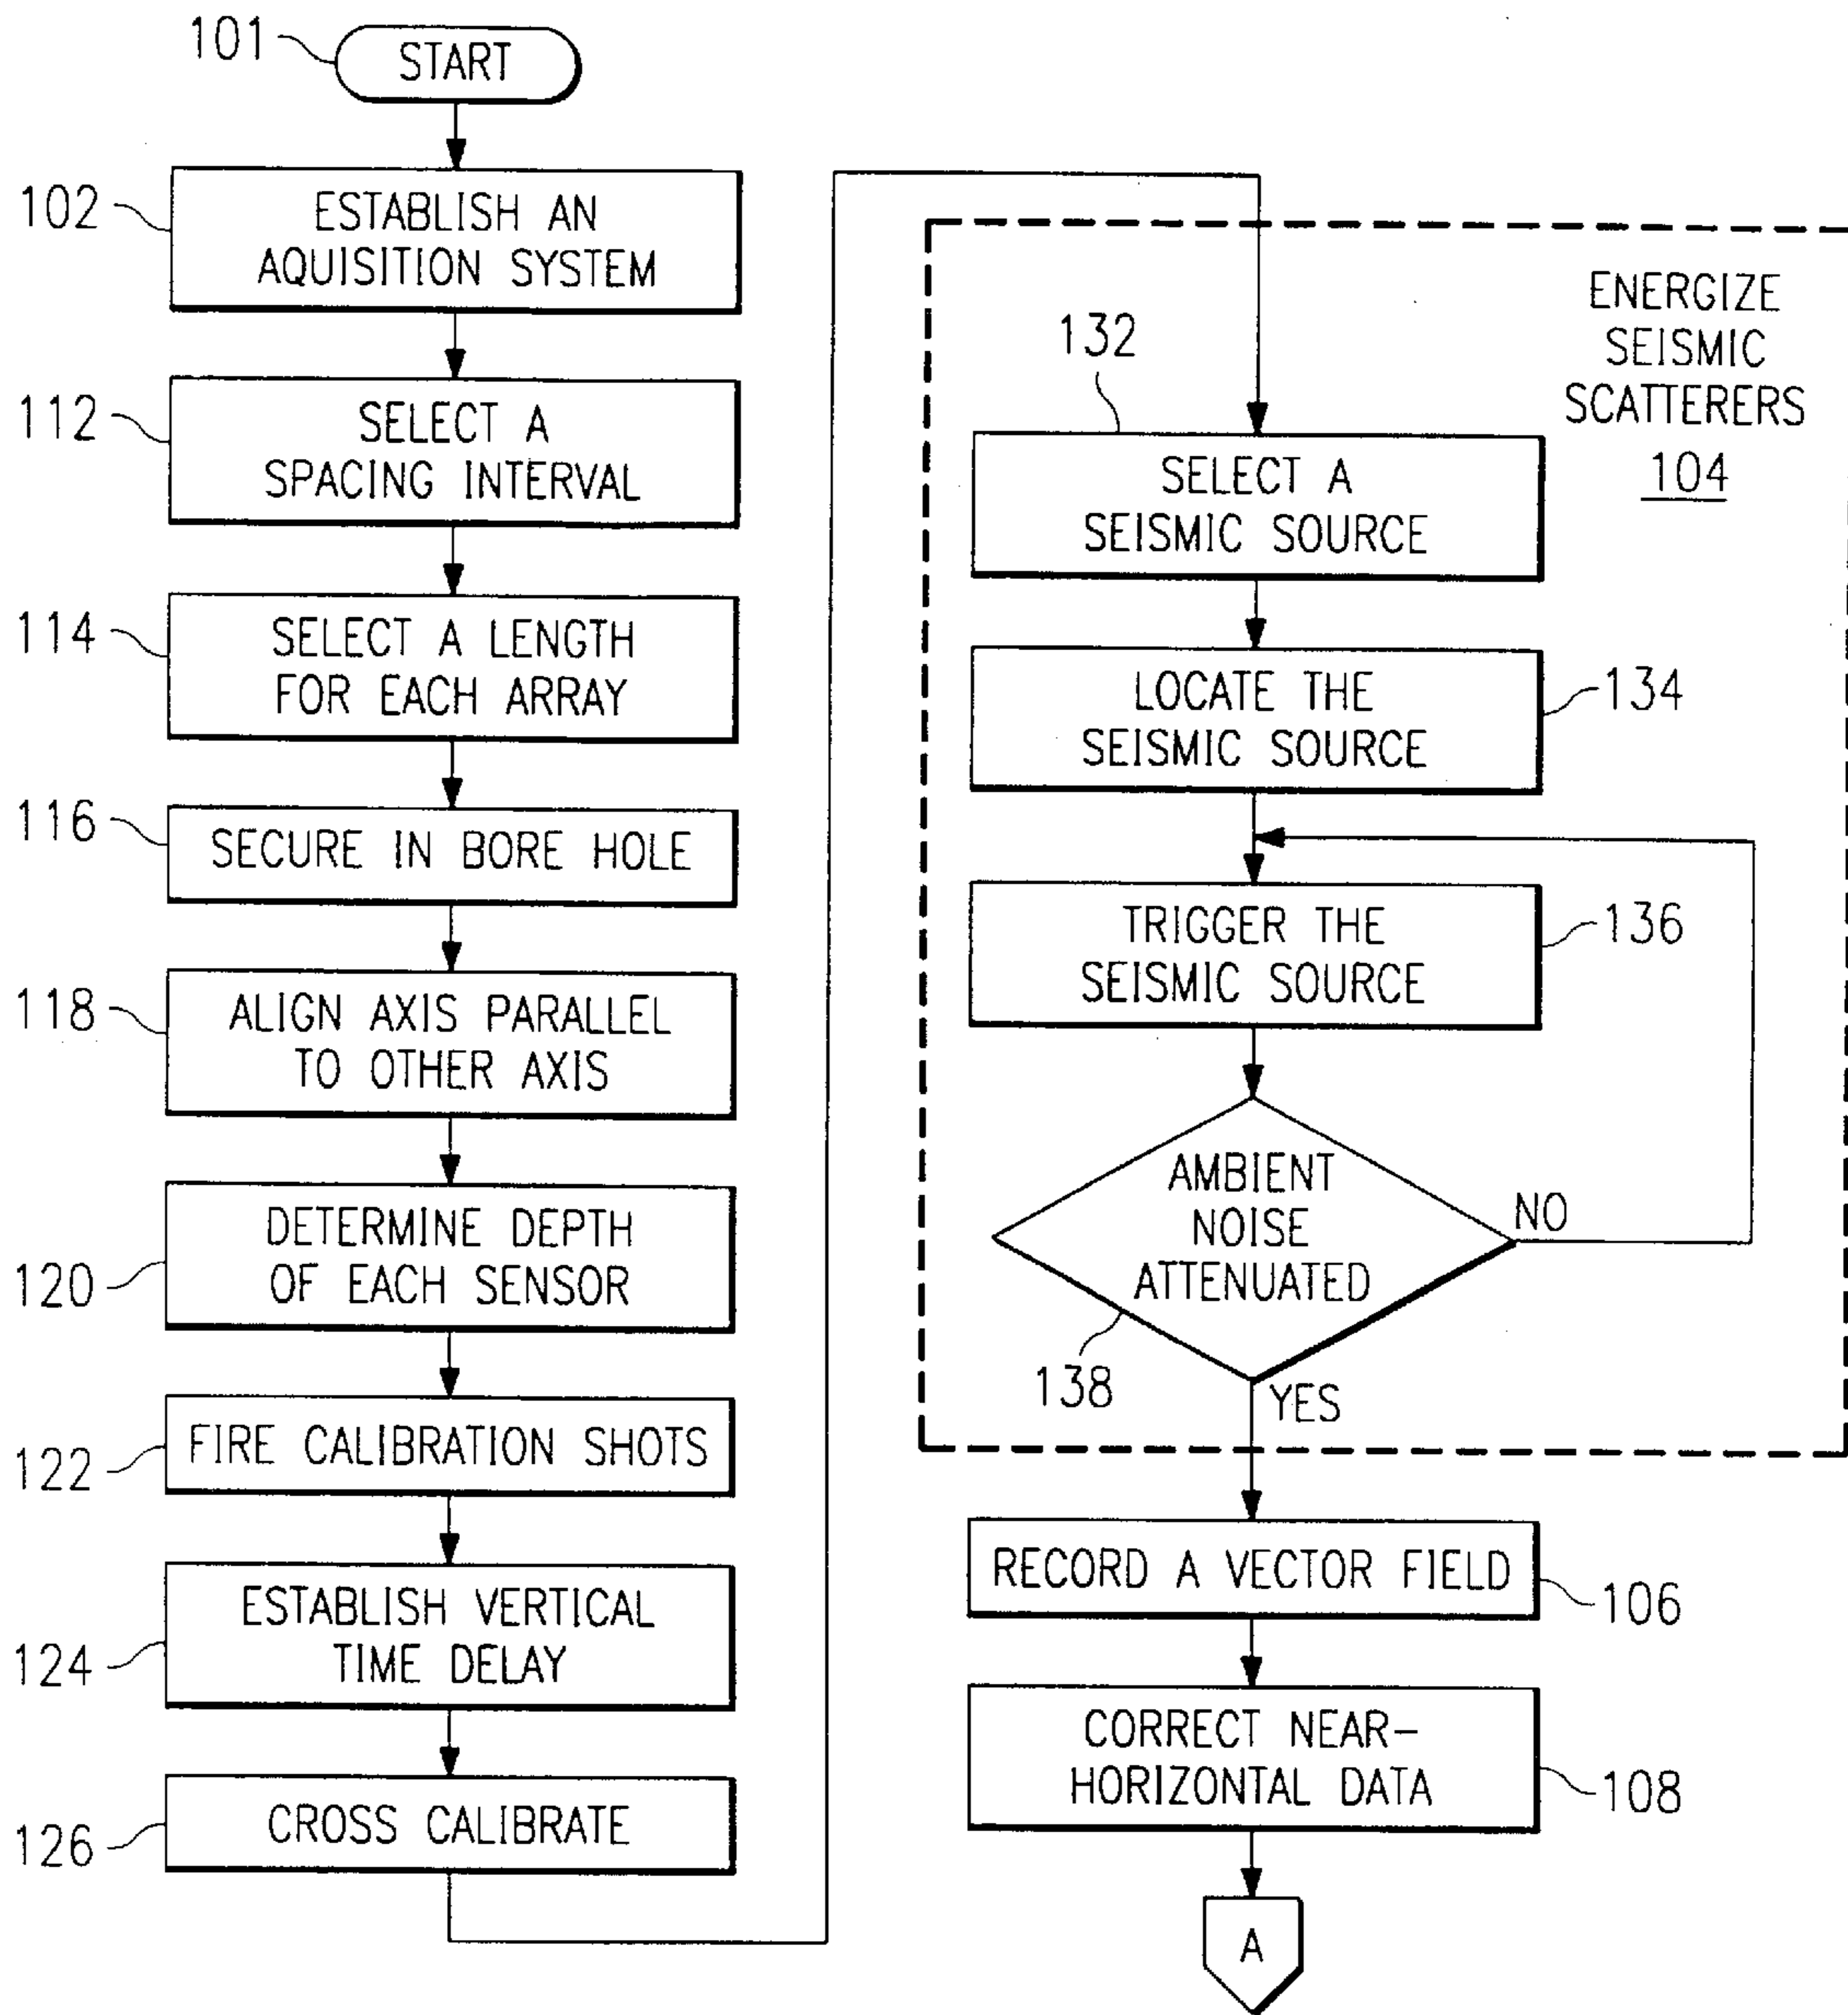 101
START
102
ESTABLISH AN
AQUISITION SYSTEM
112
SELECT A
SPACING INTERVAL
114
SELECT A LENGTH
FOR EACH ARRAY
116
SECURE IN BORE HOLE
118
ALIGN AXIS PARALLEL
TO OTHER AXIS
120
DETERMINE DEPTH
OF EACH SENSOR
122
FIRE CALIBRATION SHOTS
124
ESTABLISH VERTICAL
TIME DELAY
126
CROSS CALIBRATE
ENERGIZE
SEISMIC
SCATTERERS
104
132
SELECT A
SEISMIC SOURCE
LOCATE THE
SEISMIC SOURCE
134
TRIGGER THE
SEISMIC SOURCE
136
AMBIENT
NOISE
ATTENUATED
NO
138
YES
RECORD A VECTOR FIELD
106
CORRECT NEAR-
HORIZONTAL DATA
108
A